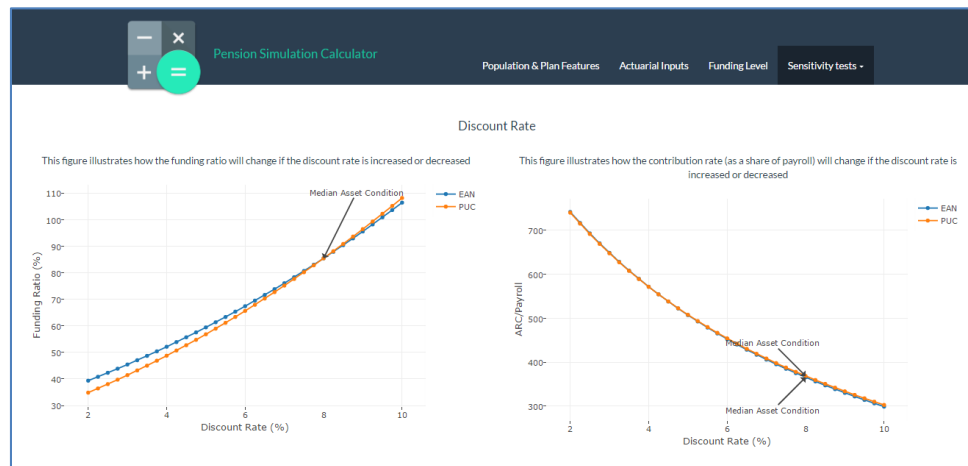 Pension Simulation Calculator
Population & Plan Features
Actuarial Inputs
Funding Level
Sensitivity tests
Discount Rate
This figure illustrates how the funding ratio will change if the discount rate is increased or decreased
Median Asset Condition
EAN
PUC
110
100
90
80
70
60
50
40
30
Funding Ratio (%)
2
4
6
8
10
Discount Rate (%)
This figure illustrates how the contribution rate (as a share of payroll) will change if the discount rate is
increased or decreased
EAN
PUC
700
600
500
400
300
ARC/Payroll
Median Asset Condition
Median Asset Condition
2
4
6
8
10
Discount Rate (%)